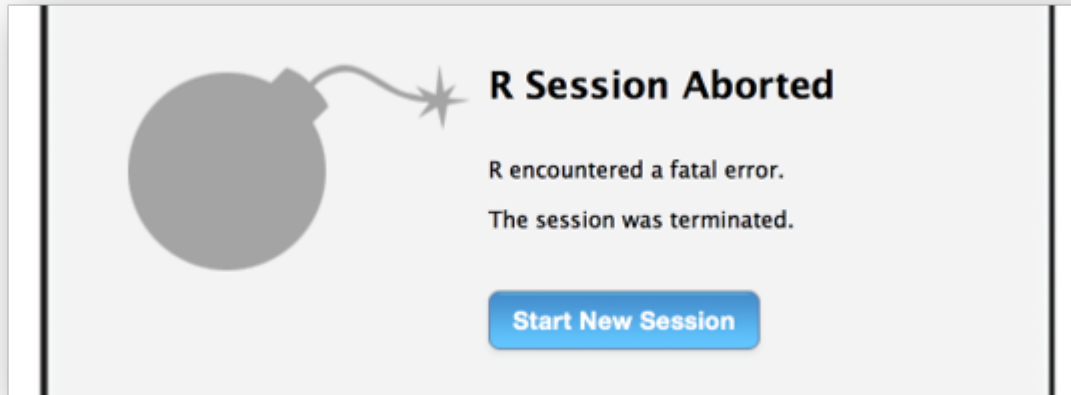 R Session Aborted
R encountered a fatal error.
The session was terminated.
Start New Session